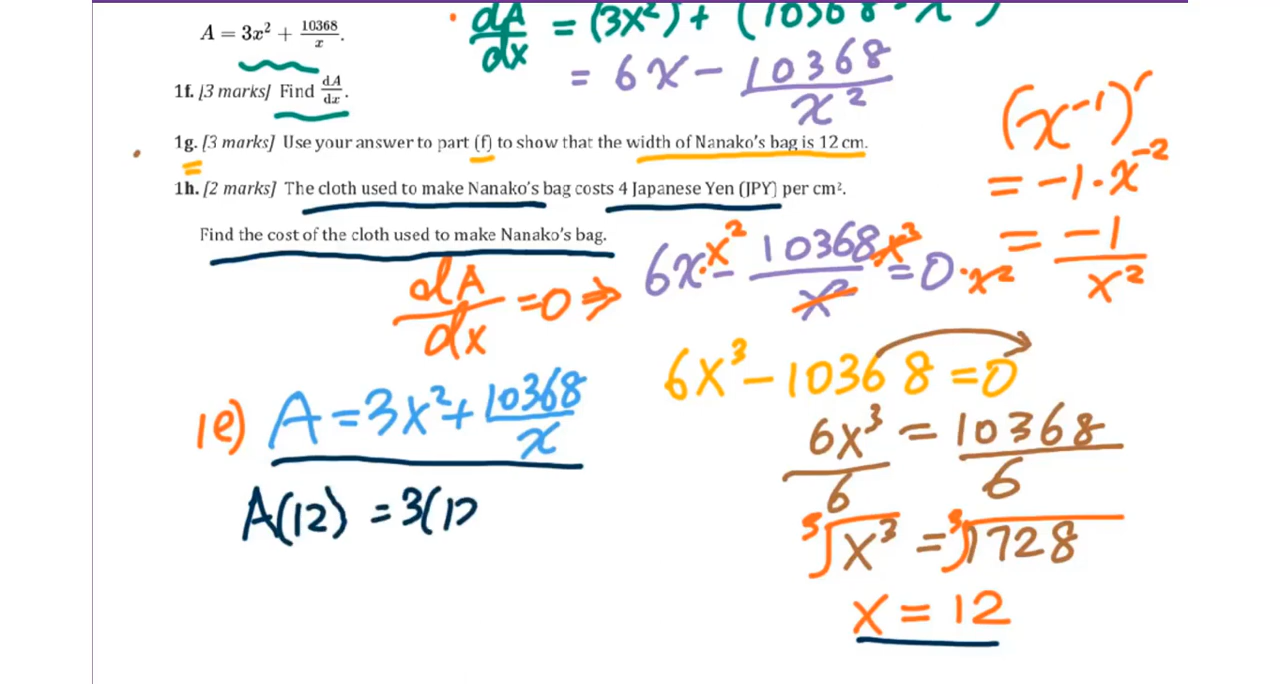 A = 3x² + 10368/x.
dA/dx = (3x²) + (10368 · x )
= 6x − 10368/x²
1f. [3 marks] Find dA/dx.
1g. [3 marks] Use your answer to part (f) to show that the width of Nanako's bag is 12 cm.
1h. [2 marks] The cloth used to make Nanako's bag costs 4 Japanese Yen (JPY) per cm².
Find the cost of the cloth used to make Nanako's bag.
(x⁻¹)′
= −1·x⁻²
= −1/x²
dA/dx = 0 ⇒
6x·x² − 10368/x² x³ = 0·x²
6x³ − 10368 = 0
6x³/6 = 10368/6
³√x³ = ³√1728
x = 12
1e) A = 3x² + 10368/x
A(12) = 3(12